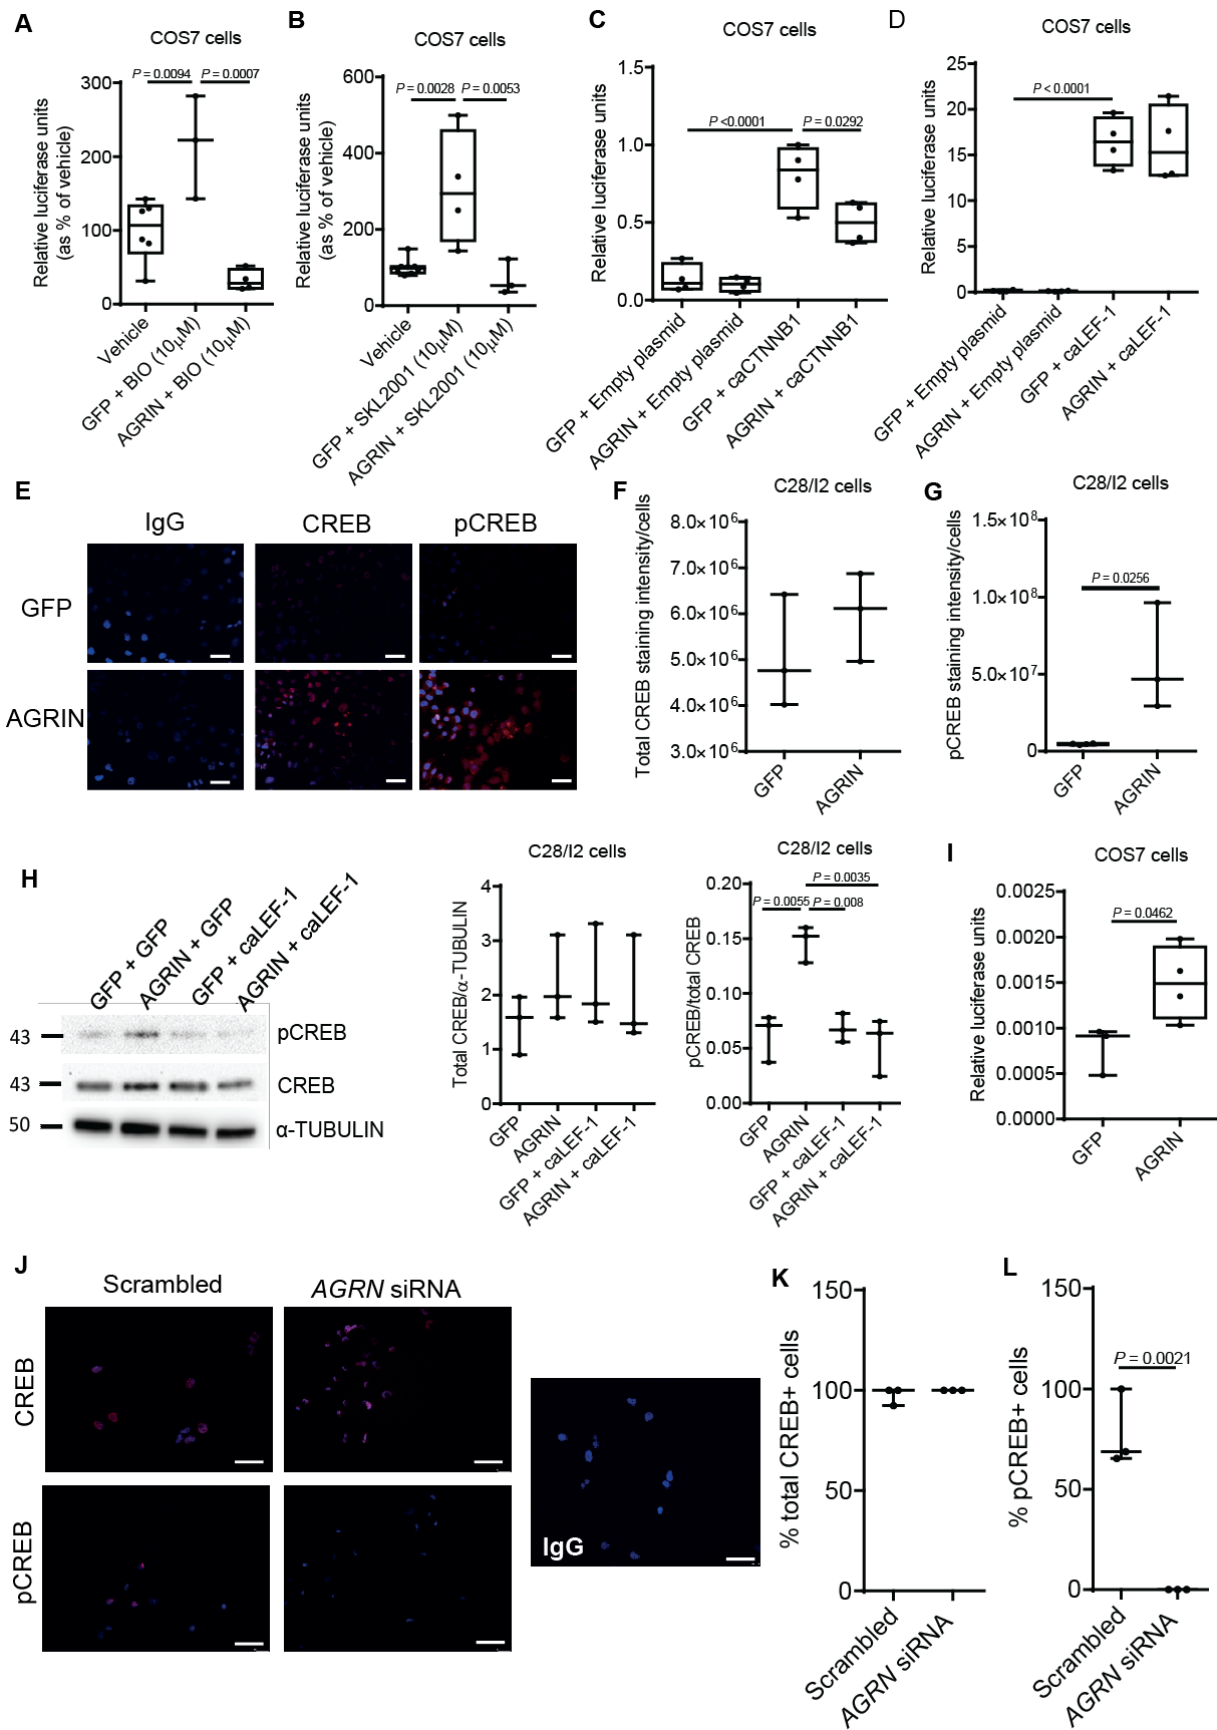 A
COS7 cells
P = 0.0094
P = 0.0007
Relative luciferase units
(as % of vehicle)
300
200
100
0
Vehicle
GFP + BIO (10μM)
AGRIN + BIO (10μM)
B
COS7 cells
P = 0.0028
P = 0.0053
Relative luciferase units
(as % of vehicle)
600
400
200
0
Vehicle
GFP + SKL2001 (10μM)
AGRIN + SKL2001 (10μM)
C
COS7 cells
P <0.0001
P = 0.0292
Relative luciferase units
1.5
1.0
0.5
0.0
GFP + Empty plasmid
AGRIN + Empty plasmid
GFP + caCTNNB1
AGRIN + caCTNNB1
D
COS7 cells
P < 0.0001
Relative luciferase units
25
20
15
10
5
0
GFP + Empty plasmid
AGRIN + Empty plasmid
GFP + caLEF-1
AGRIN + caLEF-1
E
IgG
CREB
pCREB
GFP
AGRIN
F
C28/I2 cells
Total CREB staining intensity/cells
8.0×10⁶
7.0×10⁶
6.0×10⁶
5.0×10⁶
4.0×10⁶
3.0×10⁶
GFP
AGRIN
G
C28/I2 cells
pCREB staining intensity/cells
P = 0.0256
1.5×10⁸
1.0×10⁸
5.0×10⁷
0
GFP
AGRIN
H
GFP + GFP
AGRIN + GFP
GFP + caLEF-1
AGRIN + caLEF-1
43
pCREB
43
CREB
50
α-TUBULIN
C28/I2 cells
Total CREB/α-TUBULIN
4
3
2
1
0
GFP
AGRIN
GFP + caLEF-1
AGRIN + caLEF-1
C28/I2 cells
P = 0.0035
P = 0.0055
P = 0.008
pCREB/total CREB
0.20
0.15
0.10
0.05
0.00
GFP
AGRIN
GFP + caLEF-1
AGRIN + caLEF-1
I
COS7 cells
P = 0.0462
Relative luciferase units
0.0025
0.0020
0.0015
0.0010
0.0005
0.0000
GFP
AGRIN
J
Scrambled
AGRN siRNA
CREB
pCREB
IgG
K
% total CREB+ cells
150
100
50
0
Scrambled
AGRN siRNA
L
% pCREB+ cells
P = 0.0021
150
100
50
0
Scrambled
AGRN siRNA